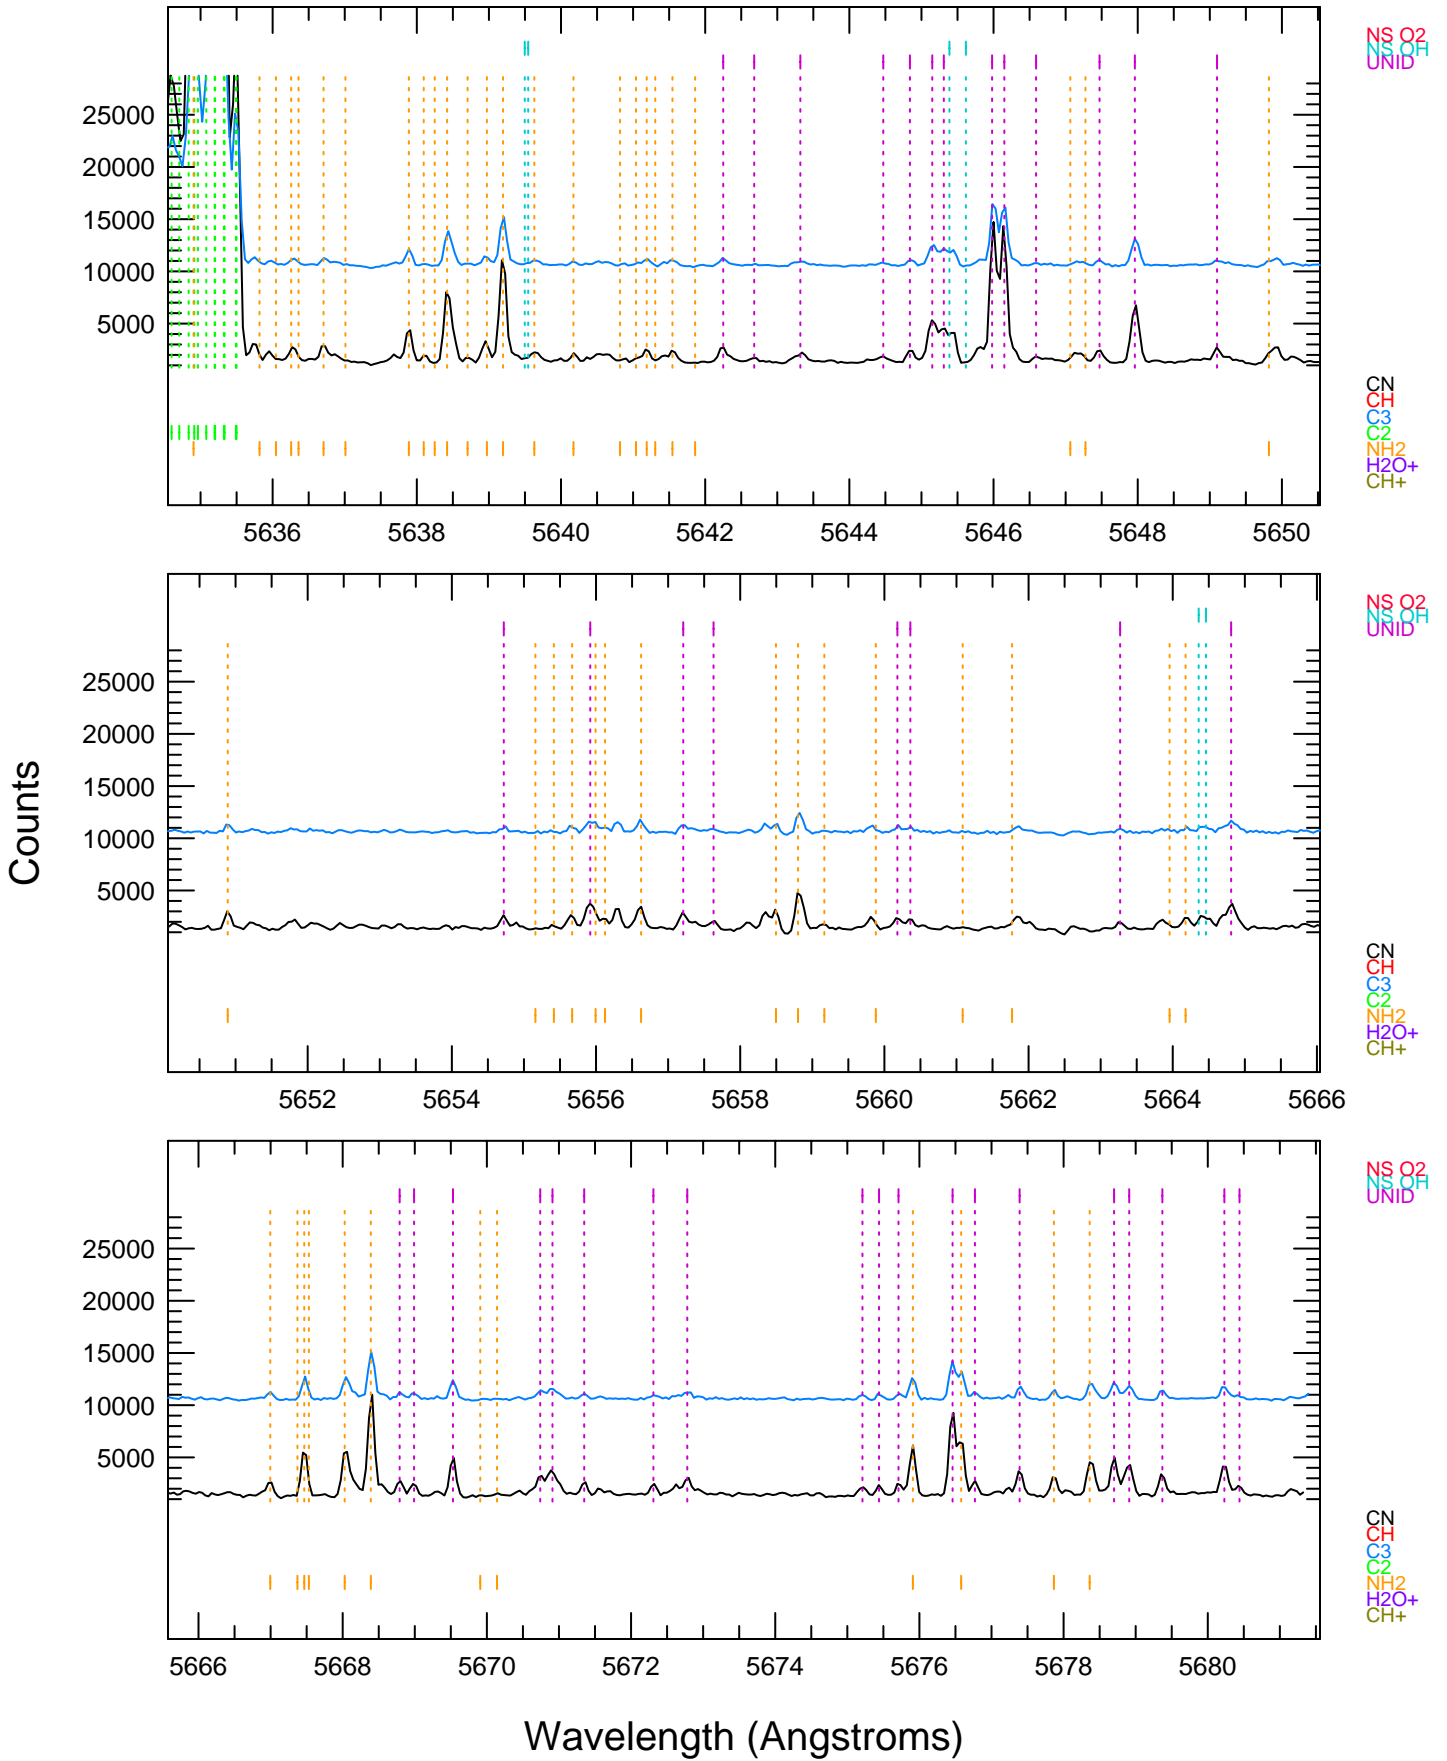 NS O2
NS OH
UNID
25000
20000
15000
10000
5000
CN
CH
C3
C2
NH2
H2O+
CH+
5636 5638 5640 5642 5644 5646 5648 5650
NS O2
NS OH
UNID
25000
20000
15000
10000
5000
Counts
CN
CH
C3
C2
NH2
H2O+
CH+
5652 5654 5656 5658 5660 5662 5664 5666
NS O2
NS OH
UNID
25000
20000
15000
10000
5000
CN
CH
C3
C2
NH2
H2O+
CH+
5666 5668 5670 5672 5674 5676 5678 5680
Wavelength (Angstroms)